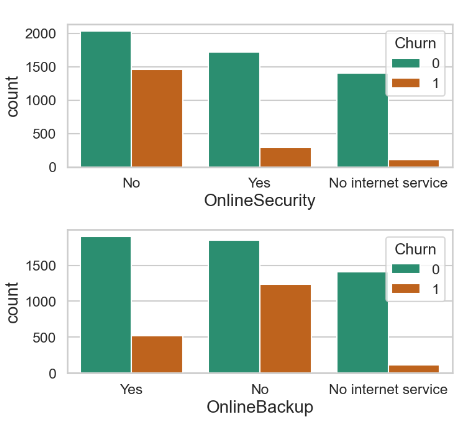 2000
1500
1000
500
0
count
Churn
0
1
No Yes No internet service
OnlineSecurity
1500
1000
500
0
count
Churn
0
1
Yes No No internet service
OnlineBackup